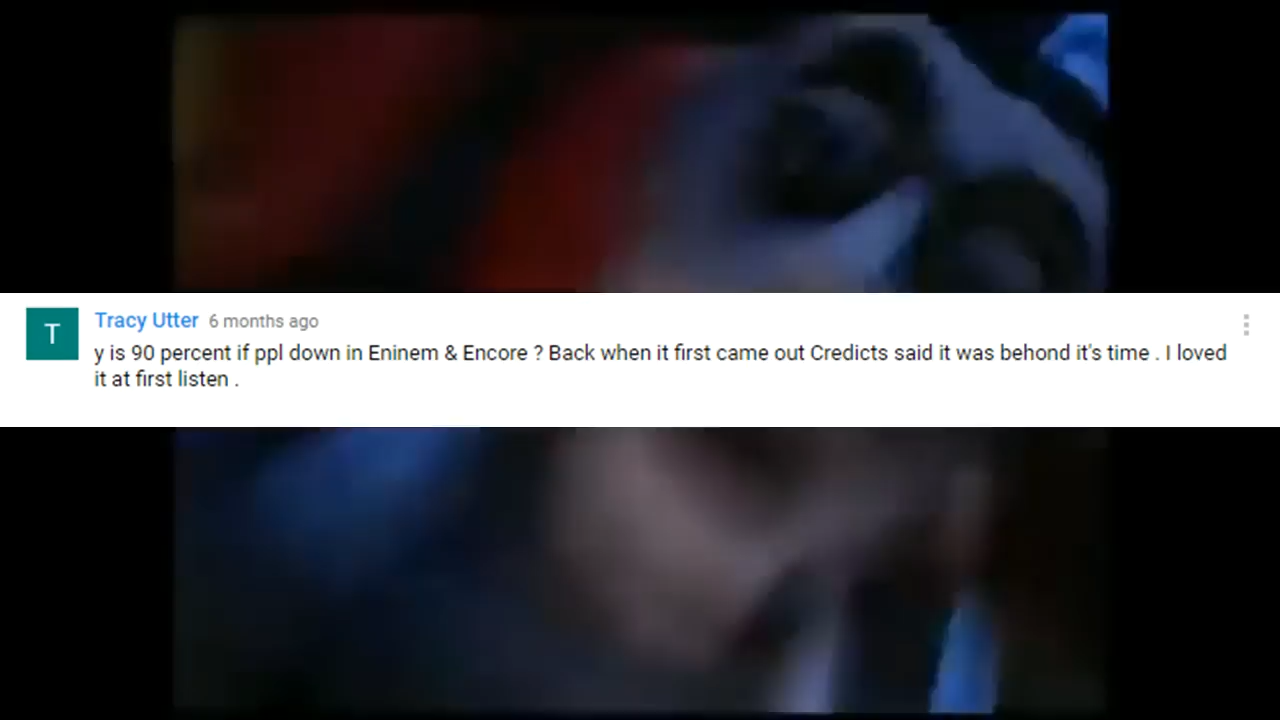 T
Tracy Utter 6 months ago
y is 90 percent if ppl down in Eninem & Encore ? Back when it first came out Credicts said it was behond it's time . I loved
it at first listen .